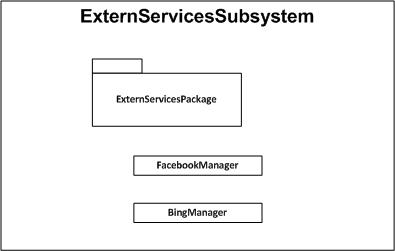 ExternServicesSubsystem
ExternServicesPackage
FacebookManager
BingManager